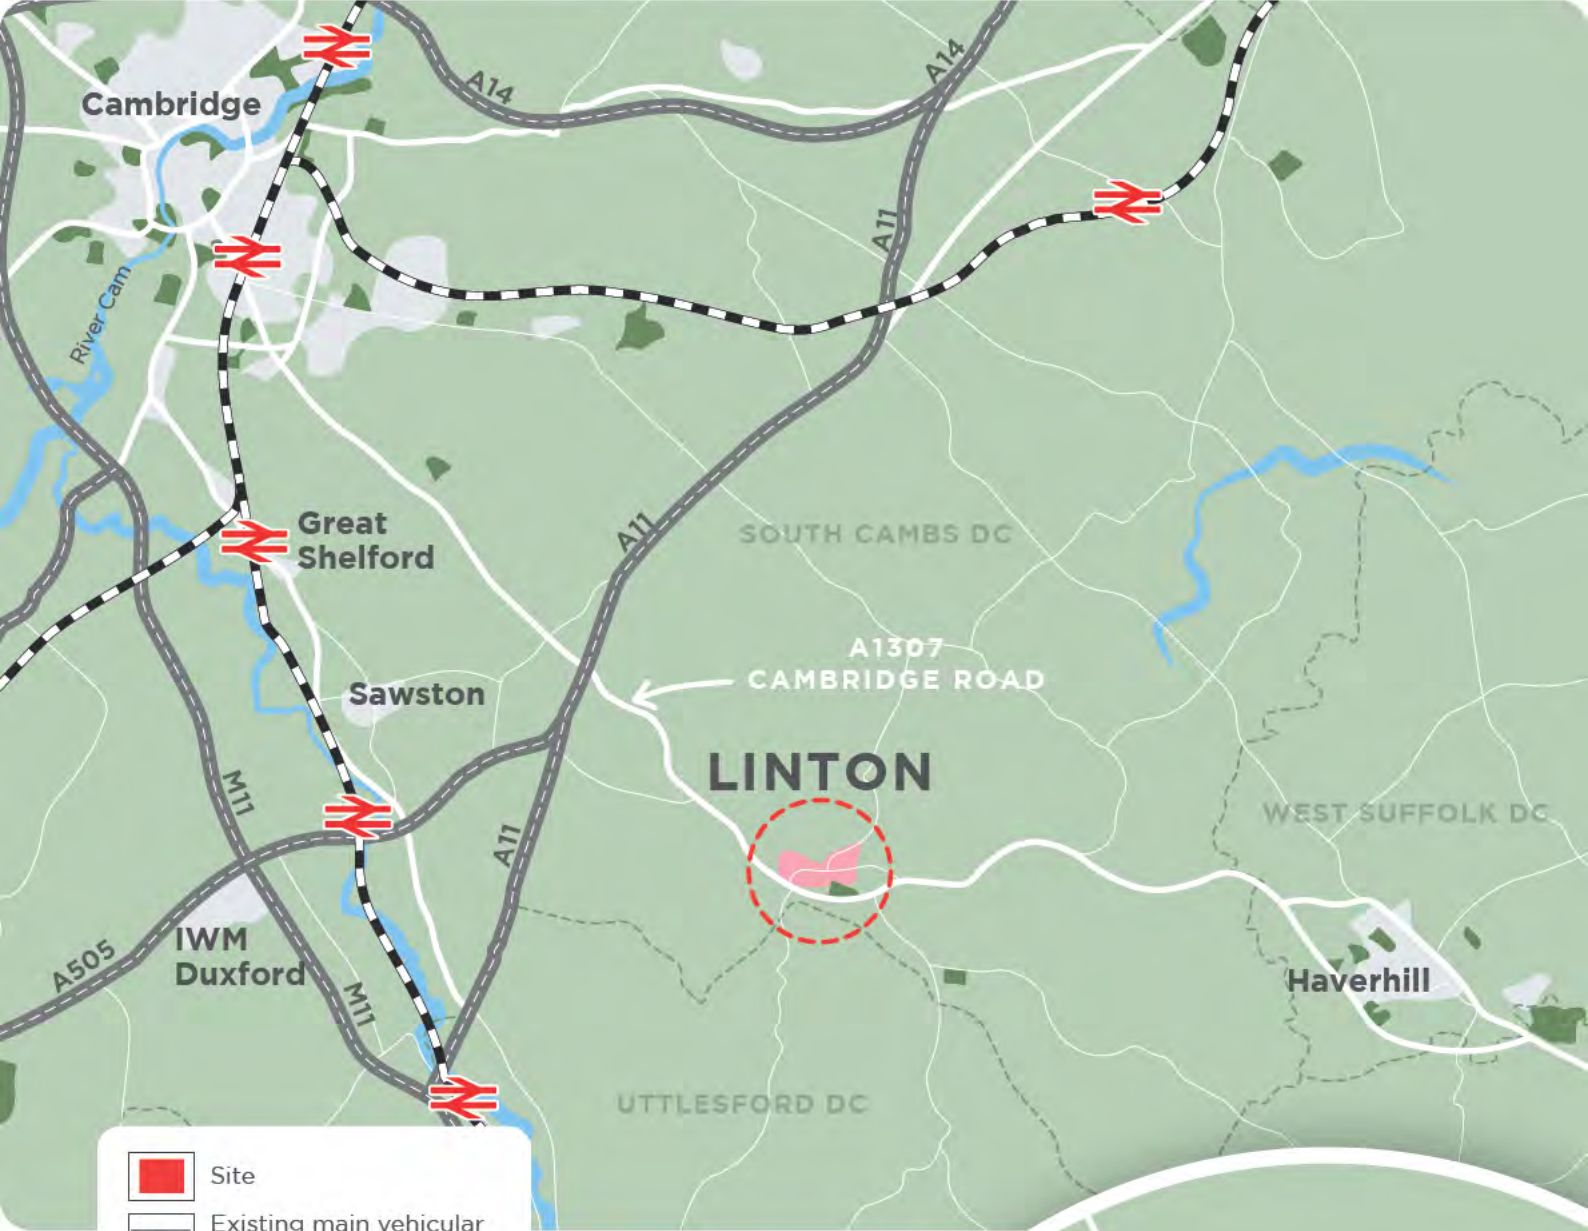 A14
A14
Cambridge
A11
River Cam
Great
Shelford
A11
SOUTH CAMBS DC
A1307
CAMBRIDGE ROAD
Sawston
LINTON
M11
WEST SUFFOLK DC
A11
IWM
Duxford
A505
M11
Haverhill
UTTLESFORD DC
Site
Existing main vehicular